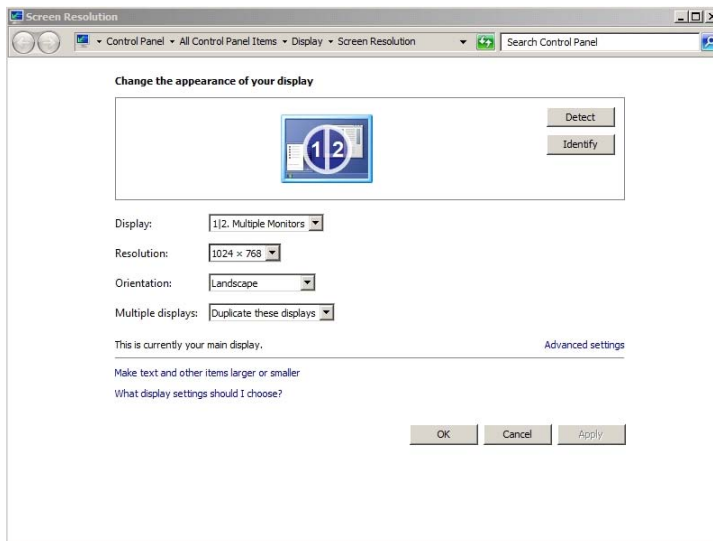 Screen Resolution
Control Panel All Control Panel Items Display Screen Resolution Search Control Panel
Change the appearance of your display
1 2
Detect
Identify
Display: 1|2. Multiple Monitors
Resolution: 1024 × 768
Orientation: Landscape
Multiple displays: Duplicate these displays
This is currently your main display. Advanced settings
Make text and other items larger or smaller
What display settings should I choose?
OK Cancel Apply